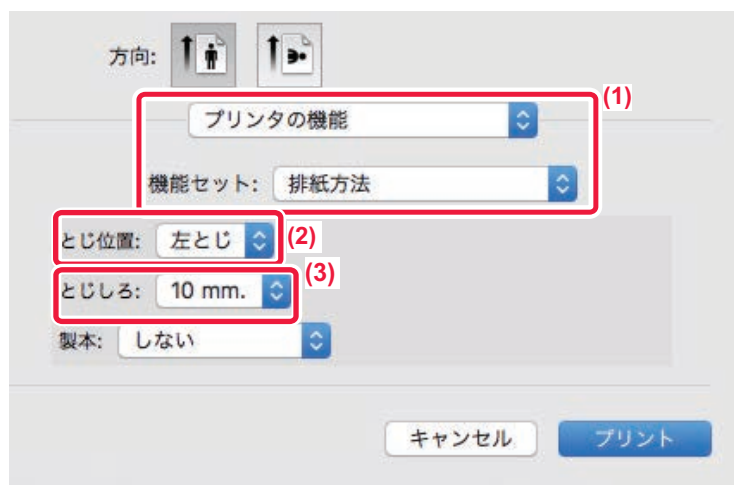 方向:
(1)
プリンタの機能
機能セット: 排紙方法
とじ位置: 左とじ (2)
(3)
とじしろ: 10 mm.
製本: しない
キャンセル プリント